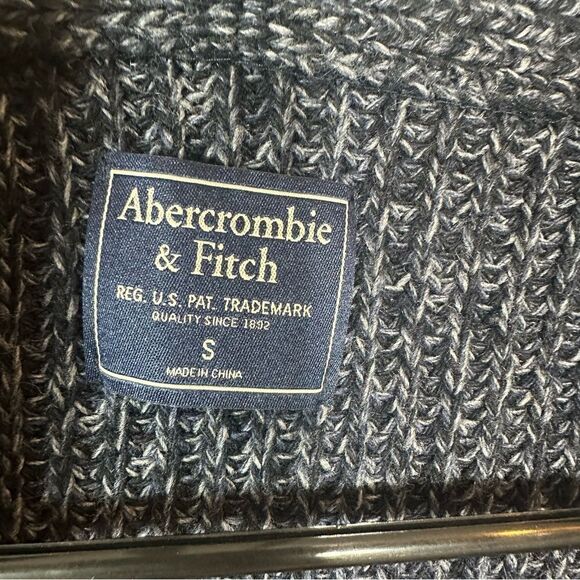 Abercrombie
& Fitch
REG. U.S. PAT. TRADEMARK
QUALITY SINCE 1892
S
MADE IN CHINA